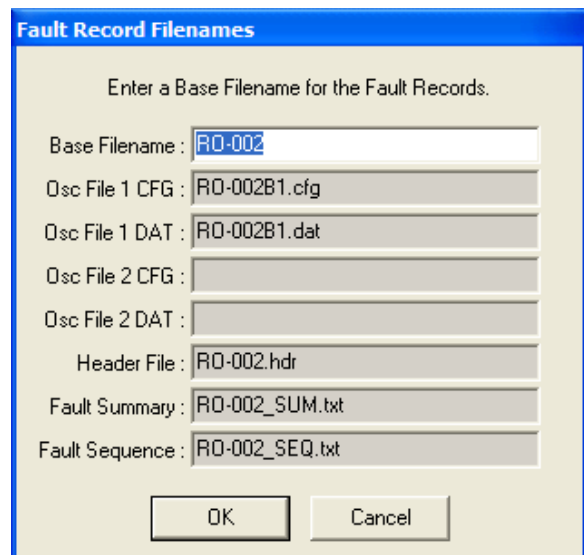 Fault Record Filenames
Enter a Base Filename for the Fault Records.
Base Filename : RO-002
Osc File 1 CFG : RO-002B1.cfg
Osc File 1 DAT : RO-002B1.dat
Osc File 2 CFG :
Osc File 2 DAT :
Header File : RO-002.hdr
Fault Summary : RO-002_SUM.txt
Fault Sequence : RO-002_SEQ.txt
OK Cancel